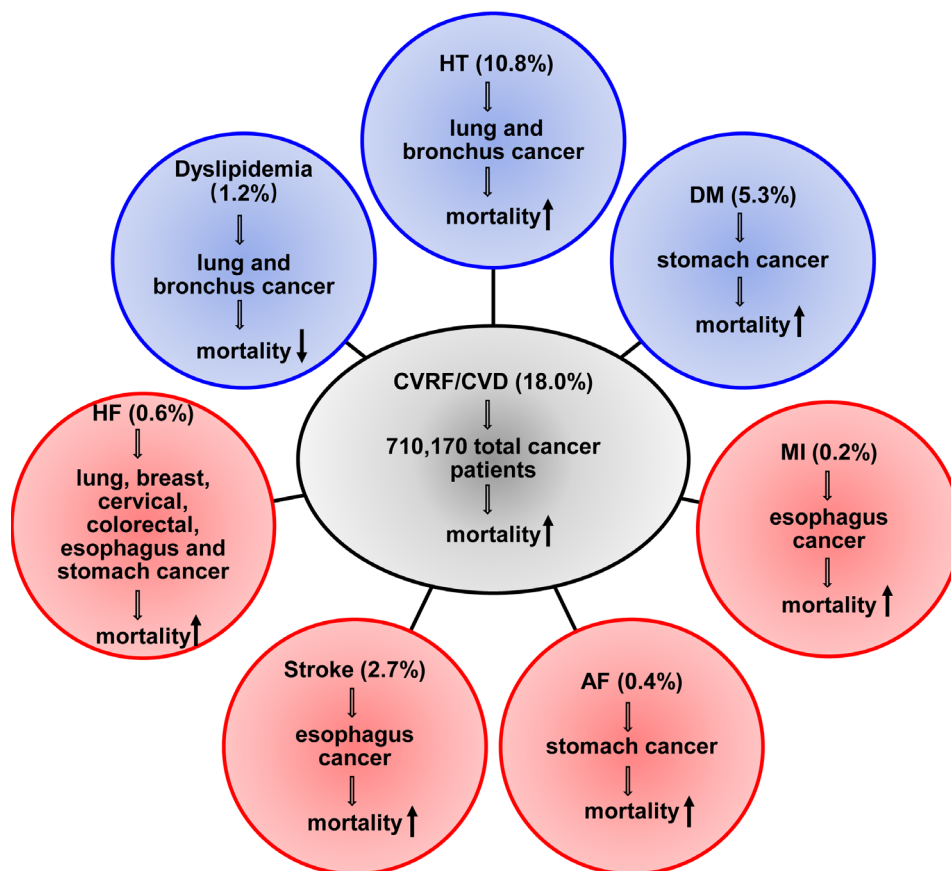 HT (10.8%)
lung and
bronchus cancer
mortality
Dyslipidemia
(1.2%)
lung and
bronchus cancer
mortality
DM (5.3%)
stomach cancer
mortality
CVRF/CVD (18.0%)
710,170 total cancer
patients
mortality
HF (0.6%)
lung, breast,
cervical,
colorectal,
esophagus and
stomach cancer
mortality
MI (0.2%)
esophagus
cancer
mortality
Stroke (2.7%)
esophagus
cancer
mortality
AF (0.4%)
stomach cancer
mortality